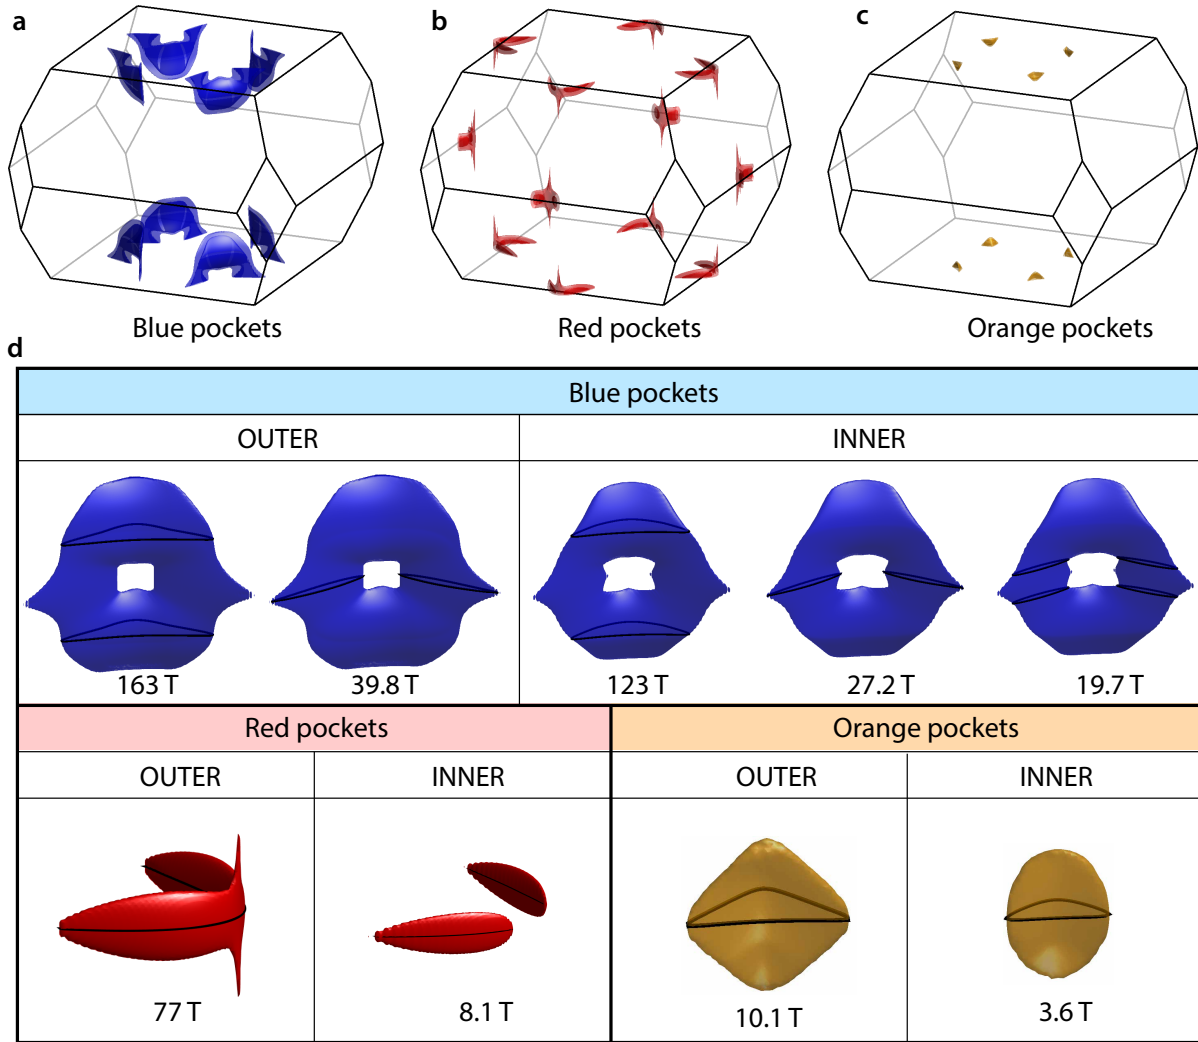 a
b
c
Blue pockets
Red pockets
Orange pockets
d
Blue pockets
OUTER
INNER
163 T
39.8 T
123 T
27.2 T
19.7 T
Red pockets
Orange pockets
OUTER
INNER
OUTER
INNER
77 T
8.1 T
10.1 T
3.6 T